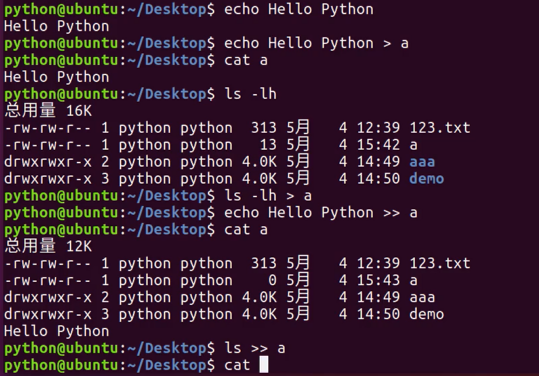 python@ubuntu:~/Desktop$ echo Hello Python
Hello Python
python@ubuntu:~/Desktop$ echo Hello Python > a
python@ubuntu:~/Desktop$ cat a
Hello Python
python@ubuntu:~/Desktop$ ls -lh
总用量 16K
-rw-rw-r-- 1 python python  313 5月   4 12:39 123.txt
-rw-rw-r-- 1 python python   13 5月   4 15:42 a
drwxrwxr-x 2 python python 4.0K 5月   4 14:49 aaa
drwxrwxr-x 3 python python 4.0K 5月   4 14:50 demo
python@ubuntu:~/Desktop$ ls -lh > a
python@ubuntu:~/Desktop$ echo Hello Python >> a
python@ubuntu:~/Desktop$ cat a
总用量 12K
-rw-rw-r-- 1 python python  313 5月   4 12:39 123.txt
-rw-rw-r-- 1 python python    0 5月   4 15:43 a
drwxrwxr-x 2 python python 4.0K 5月   4 14:49 aaa
drwxrwxr-x 3 python python 4.0K 5月   4 14:50 demo
Hello Python
python@ubuntu:~/Desktop$ ls >> a
python@ubuntu:~/Desktop$ cat